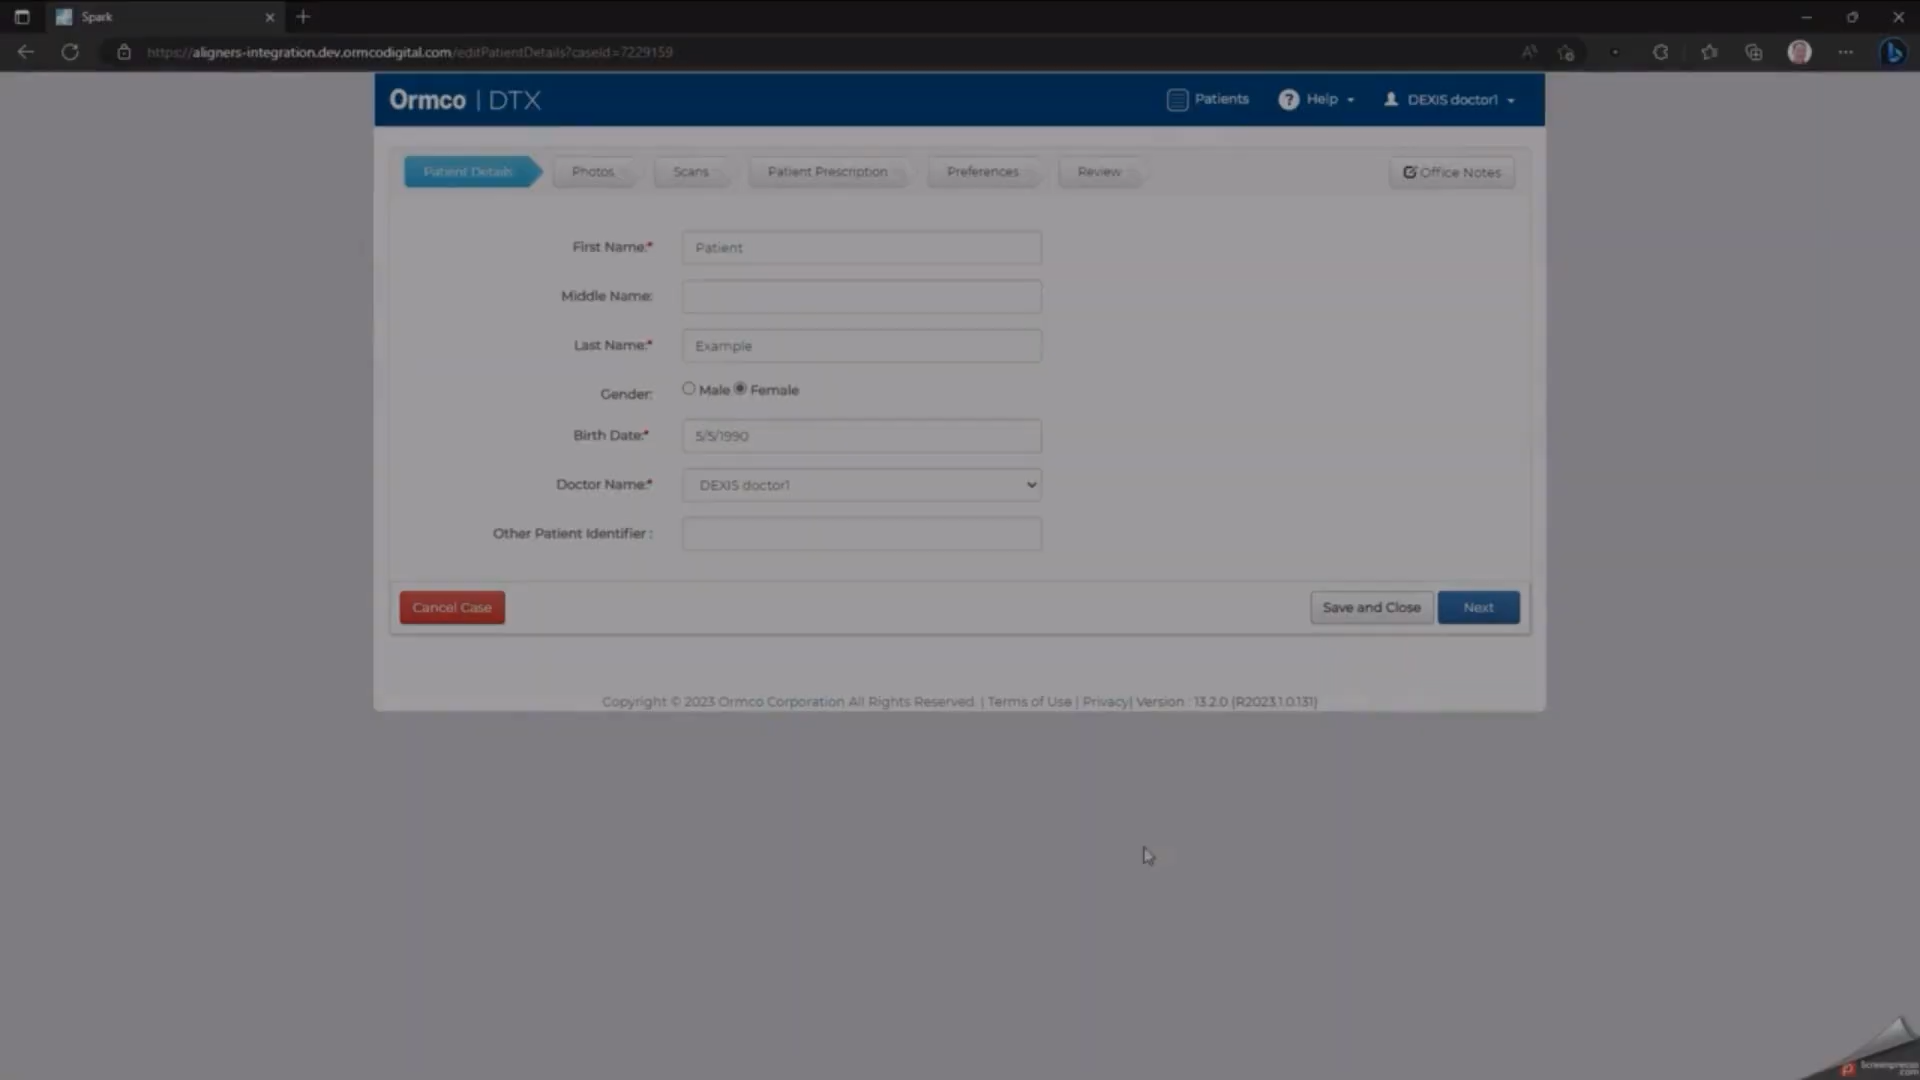 Spark
https://aligners-integration.dev.ormcodigital.com/editPatientDetails?caseId=7229159
Ormco | DTX
Patients
Help
DEXIS doctor1
Patient Details
Photos
Scans
Patient Prescription
Preferences
Review
Office Notes
First Name:* Patient
Middle Name:
Last Name:* Example
Gender: Male Female
Birth Date:* 5/5/1990
Doctor Name:* DEXIS doctor1
Other Patient Identifier :
Cancel Case
Save and Close
Next
Copyright © 2023 Ormco Corporation All Rights Reserved. | Terms of Use | Privacy| Version : 13.2.0 (R2023.1.0.131)
Screenpresso
.com